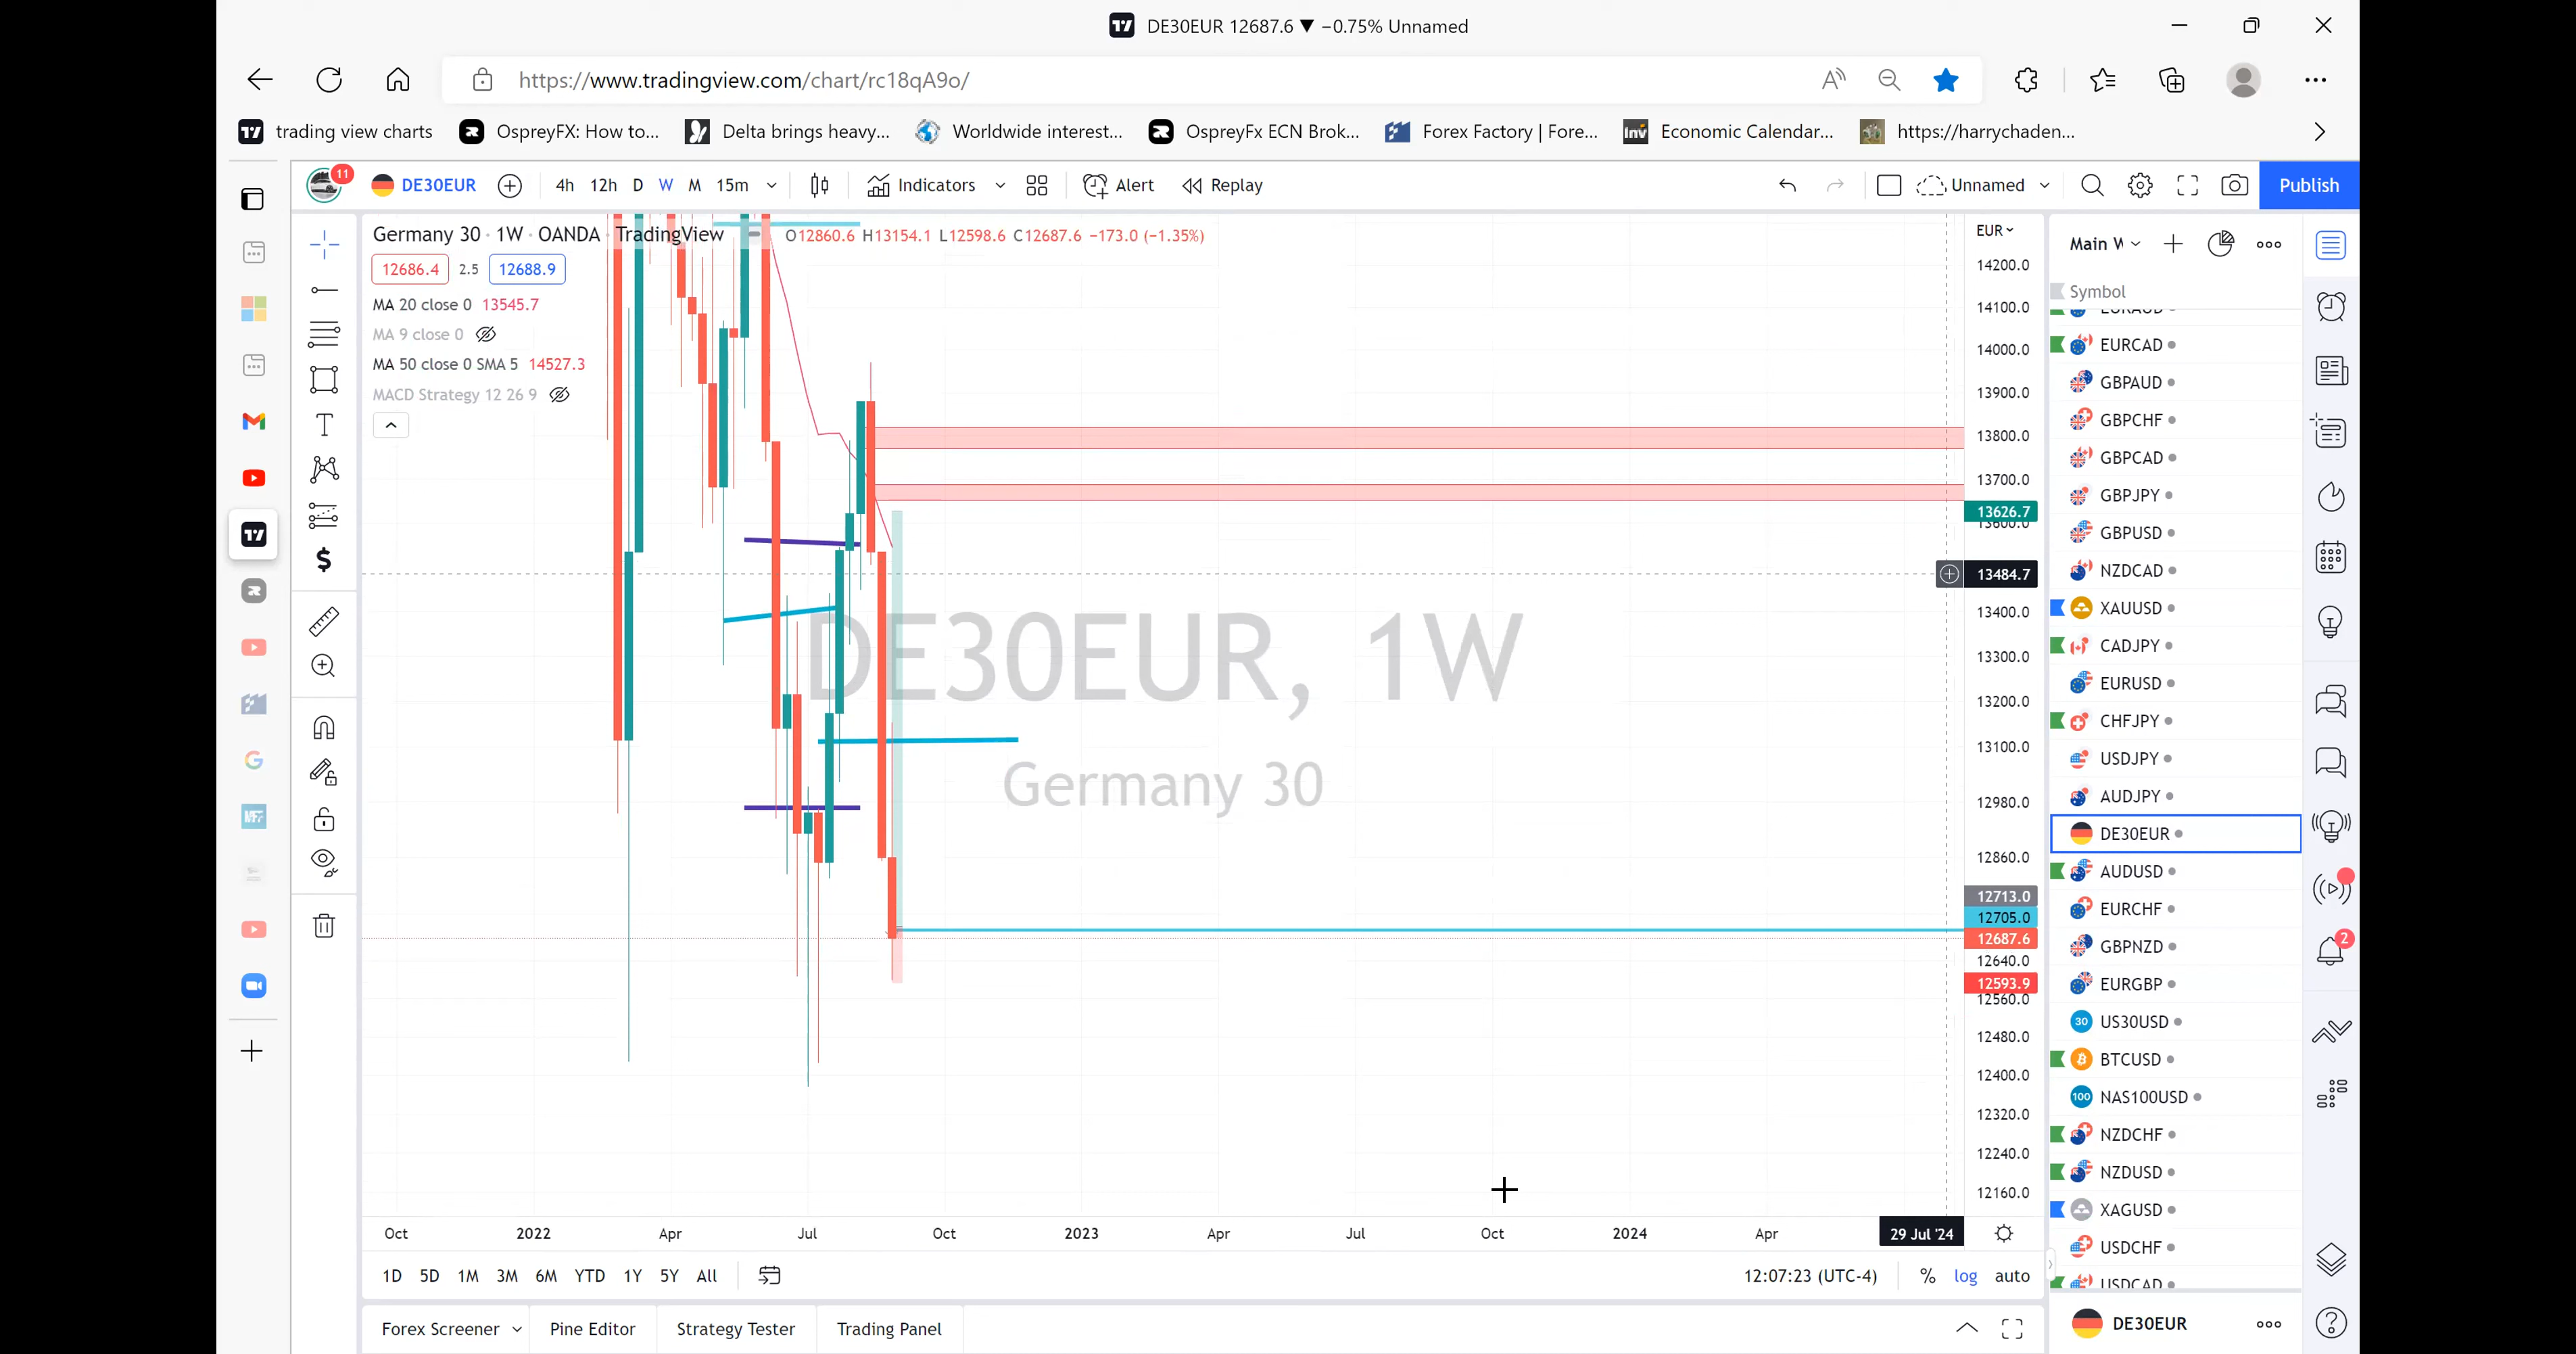 DE30EUR 12687.6 ▼ −0.75% Unnamed
https://www.tradingview.com/chart/rc18qA9o/
trading view charts
OspreyFX: How to...
Delta brings heavy...
Worldwide interest...
OspreyFx ECN Brok...
Forex Factory | Fore...
Economic Calendar...
https://harrychaden...
11
DE30EUR
4h 12h D W M 15m
Indicators
Alert
Replay
Unnamed
Publish
Germany 30 · 1W · OANDA · TradingView
O12860.6 H13154.1 L12598.6 C12687.6 −173.0 (−1.35%)
12686.4 2.5 12688.9
MA 20 close 0 13545.7
MA 9 close 0
MA 50 close 0 SMA 5 14527.3
MACD Strategy 12 26 9
DE30EUR, 1W
Germany 30
EUR
14200.0
14100.0
14000.0
13900.0
13800.0
13700.0
13626.7
13600.0
13484.7
13400.0
13300.0
13200.0
13100.0
12980.0
12860.0
12713.0
12705.0
12687.6
12640.0
12593.9
12560.0
12480.0
12400.0
12320.0
12240.0
12160.0
Oct 2022 Apr Jul Oct 2023 Apr Jul Oct 2024 Apr 29 Jul '24
1D 5D 1M 3M 6M YTD 1Y 5Y All
12:07:23 (UTC-4) % log auto
Forex Screener
Pine Editor
Strategy Tester
Trading Panel
Main
Symbol
EURAUD
EURCAD
GBPAUD
GBPCHF
GBPCAD
GBPJPY
GBPUSD
NZDCAD
XAUUSD
CADJPY
EURUSD
CHFJPY
USDJPY
AUDJPY
DE30EUR
AUDUSD
EURCHF
GBPNZD
EURGBP
30 US30USD
BTCUSD
100 NAS100USD
NZDCHF
NZDUSD
XAGUSD
USDCHF
USDCAD
DE30EUR
2